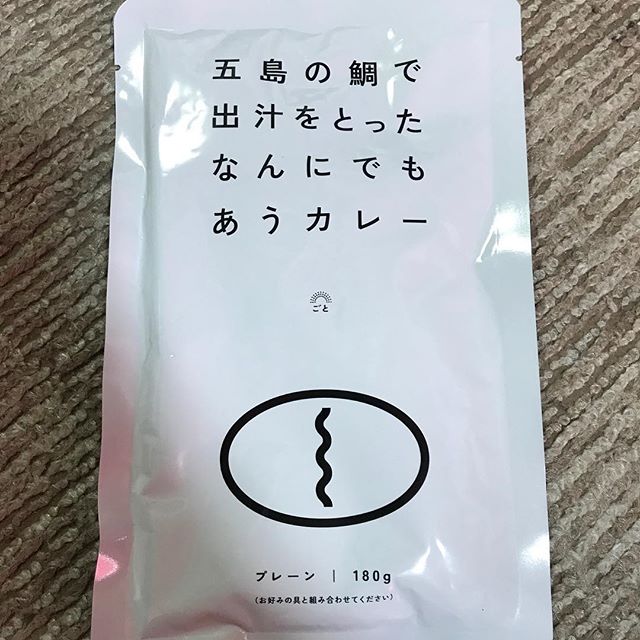 五島の鯛で
出汁をとった
なんにでも
あうカレー
ごと
プレーン | 180g
(お好みの具と組み合わせてください)